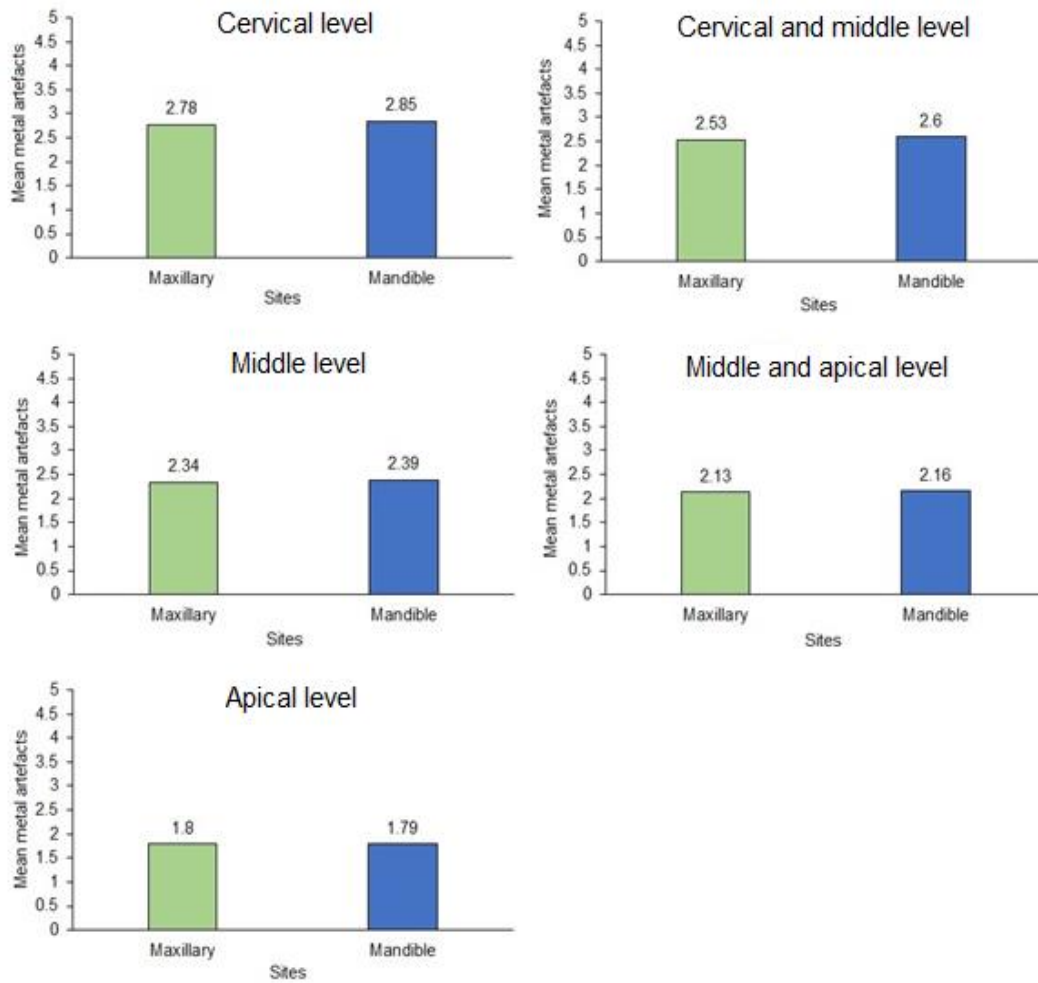 Cervical level
Mean metal artefacts
5
4.5
4
3.5
3
2.5
2
1.5
1
0.5
0
2.78
2.85
Maxillary
Mandible
Sites
Cervical and middle level
Mean metal artefacts
5
4.5
4
3.5
3
2.5
2
1.5
1
0.5
0
2.53
2.6
Maxillary
Mandible
Sites
Middle level
Mean metal artefacts
5
4.5
4
3.5
3
2.5
2
1.5
1
0.5
0
2.34
2.39
Maxillary
Mandible
Sites
Middle and apical level
Mean metal artefacts
5
4.5
4
3.5
3
2.5
2
1.5
1
0.5
0
2.13
2.16
Maxillary
Mandible
Sites
Apical level
Mean metal artefacts
5
4.5
4
3.5
3
2.5
2
1.5
1
0.5
0
1.8
1.79
Maxillary
Mandible
Sites